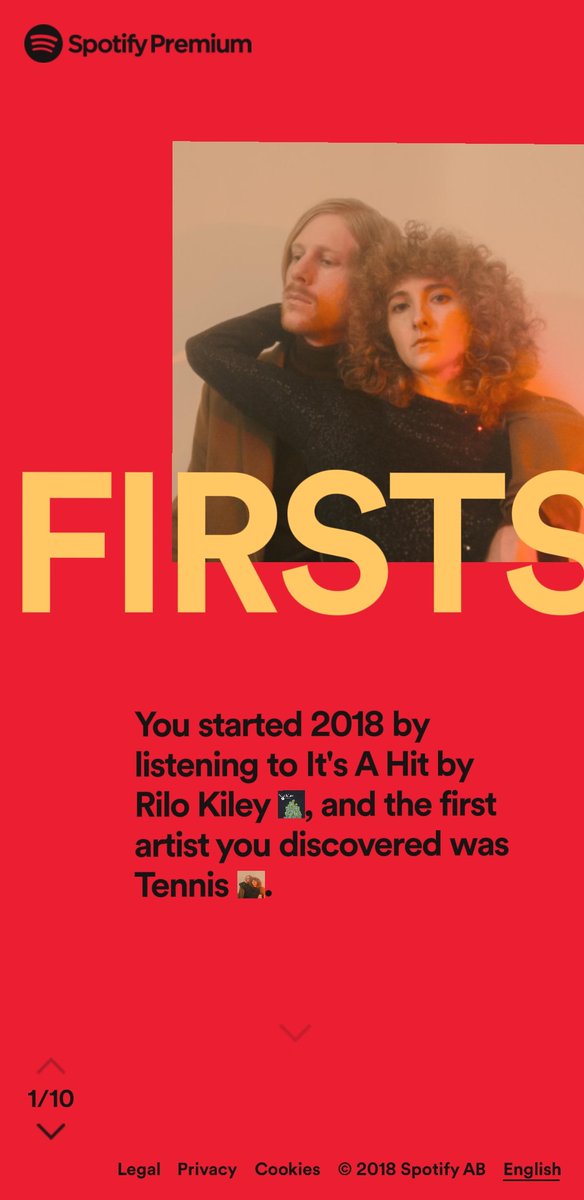 Spotify Premium
FIRSTS
You started 2018 by
listening to It's A Hit by
Rilo Kiley , and the first
artist you discovered was
Tennis .
1/10
Legal Privacy Cookies © 2018 Spotify AB English